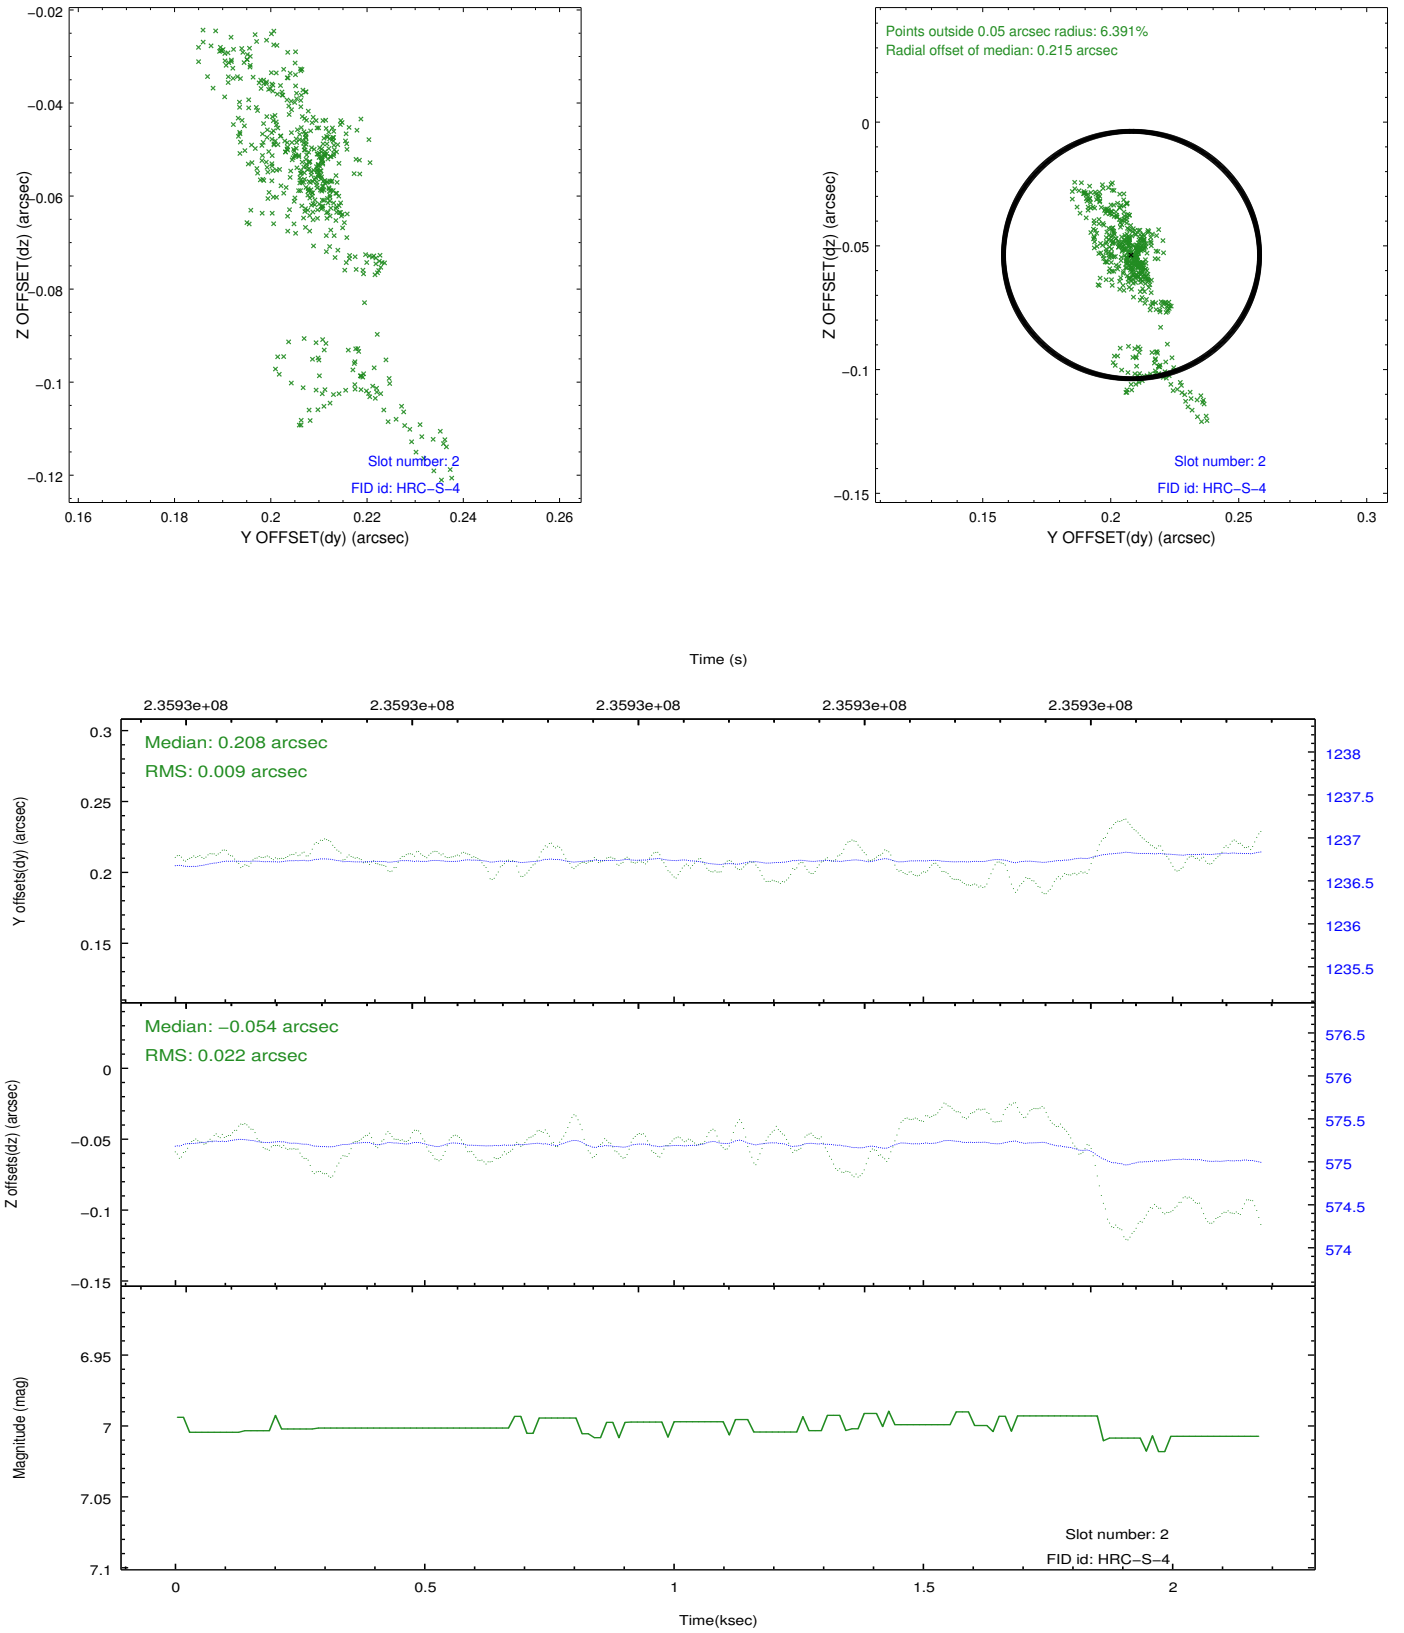 −0.02
−0.04
−0.06
−0.08
−0.1
−0.12
Z OFFSET(dz) (arcsec)
0.16
0.18
0.2
0.22
0.24
0.26
Y OFFSET(dy) (arcsec)
Slot number: 2
FID id: HRC−S−4
Points outside 0.05 arcsec radius: 6.391%
Radial offset of median: 0.215 arcsec
0
−0.05
−0.1
−0.15
Z OFFSET(dz) (arcsec)
0.15
0.2
0.25
0.3
Y OFFSET(dy) (arcsec)
Slot number: 2
FID id: HRC−S−4
Time (s)
2.3593e+08
2.3593e+08
2.3593e+08
2.3593e+08
2.3593e+08
Median: 0.208 arcsec
RMS: 0.009 arcsec
0.3
0.25
0.2
0.15
Y offsets(dy) (arcsec)
1238
1237.5
1237
1236.5
1236
1235.5
Median: −0.054 arcsec
RMS: 0.022 arcsec
0
−0.05
−0.1
−0.15
Z offsets(dz) (arcsec)
576.5
576
575.5
575
574.5
574
6.95
7
7.05
7.1
Magnitude (mag)
Slot number: 2
FID id: HRC−S−4
0
0.5
1
1.5
2
Time(ksec)